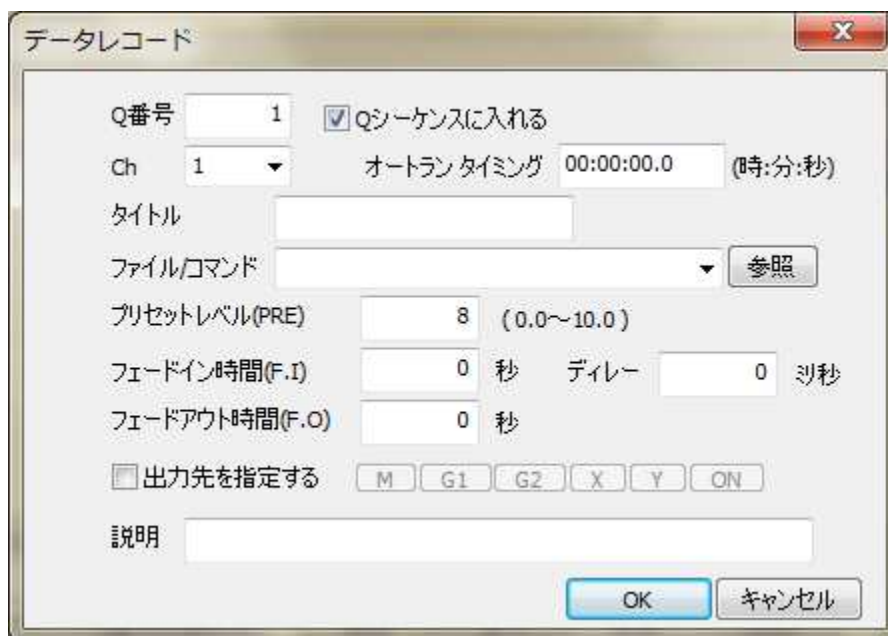 データレコード
Q番号 1 Qシーケンスに入れる
Ch 1 オートラン タイミング 00:00:00.0 (時:分:秒)
タイトル
ファイル/コマンド 参照
プリセットレベル(PRE) 8 (0.0～10.0)
フェードイン時間(F.I) 0 秒 ディレー 0 ミリ秒
フェードアウト時間(F.O) 0 秒
出力先を指定する M G1 G2 X Y ON
説明
OK キャンセル